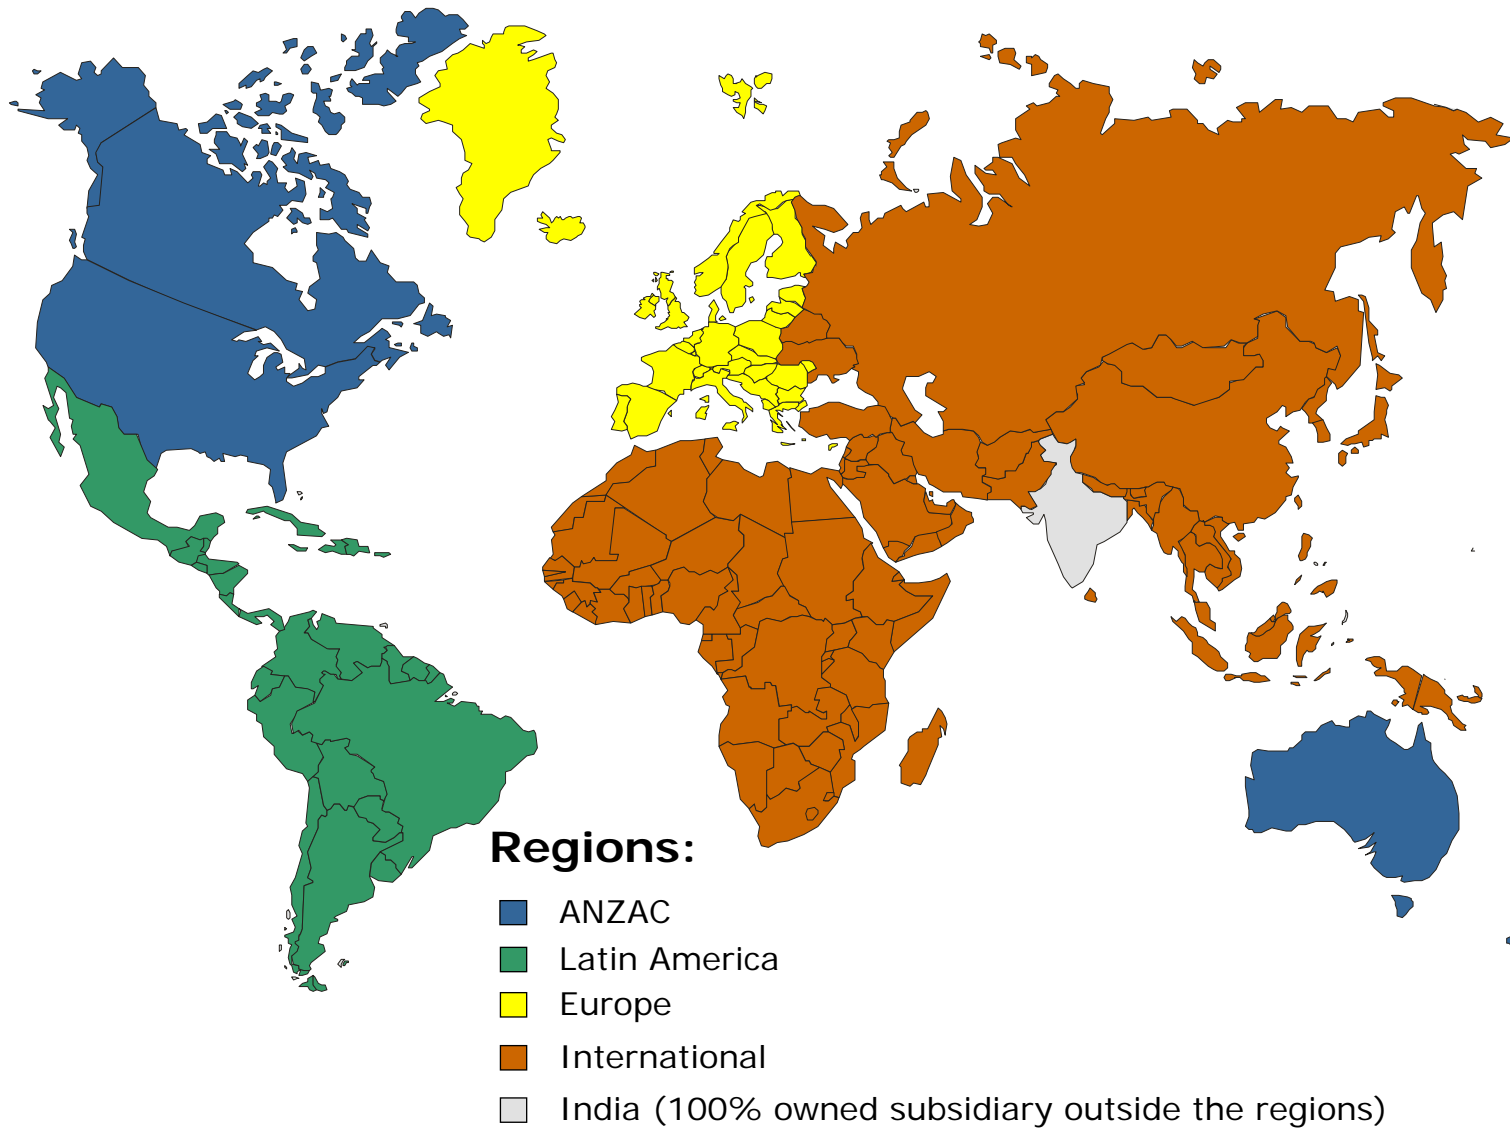 Regions:
ANZAC
Latin America
Europe
International
India (100% owned subsidiary outside the regions)